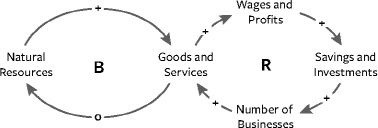 +
Wages and
Profits
+
+
Natural
Resources
B
Goods and
Services
R
Savings and
Investments
+
+
o
Number of
Businesses